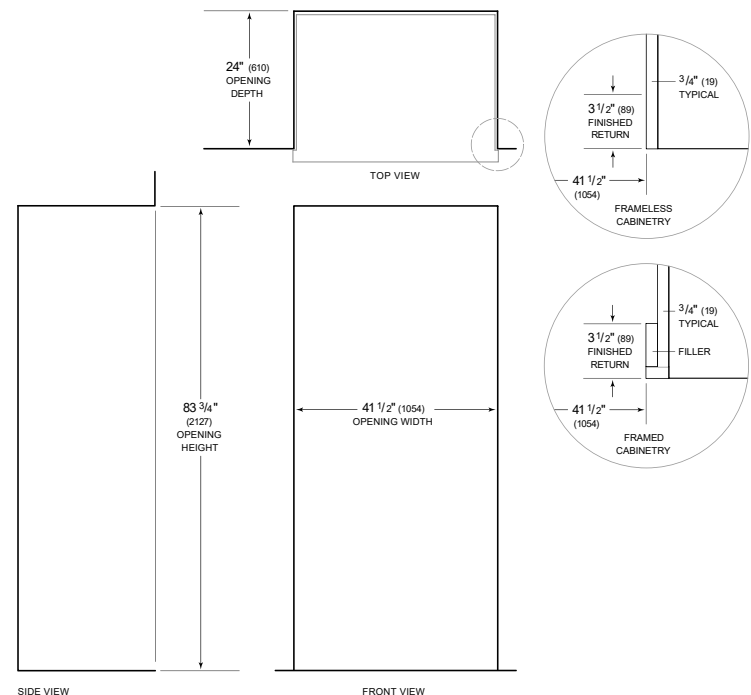 24" (610)
OPENING
DEPTH
TOP VIEW
3/4" (19)
TYPICAL
3 1/2" (89)
FINISHED
RETURN
41 1/2"
(1054)
FRAMELESS
CABINETRY
3/4" (19)
TYPICAL
3 1/2" (89)
FINISHED
RETURN
FILLER
41 1/2"
(1054)
FRAMED
CABINETRY
83 3/4"
(2127)
OPENING
HEIGHT
41 1/2" (1054)
OPENING WIDTH
SIDE VIEW
FRONT VIEW